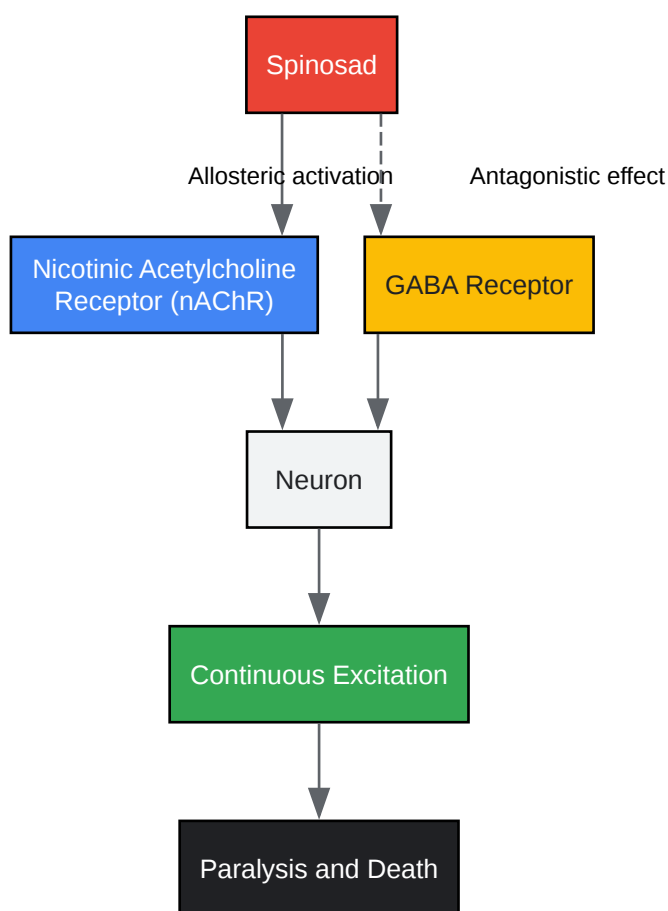 Spinosad
Allosteric activation
Antagonistic effect
Nicotinic Acetylcholine
Receptor (nAChR)
GABA Receptor
Neuron
Continuous Excitation
Paralysis and Death